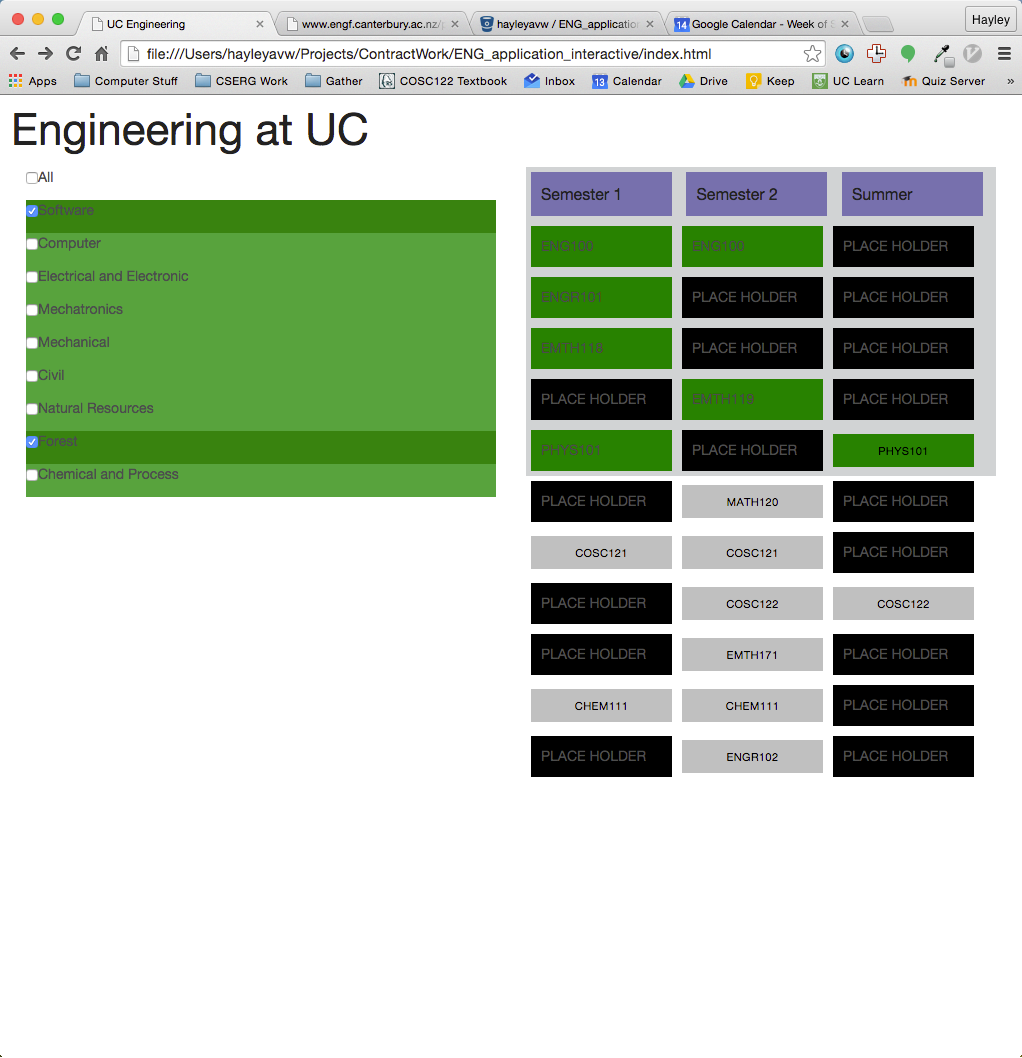 UC Engineering
www.engf.canterbury.ac.nz/
hayleyavw / ENG_application
Google Calendar - Week of S
Hayley
file:///Users/hayleyavw/Projects/ContractWork/ENG_application_interactive/index.html
Apps Computer Stuff CSERG Work Gather COSC122 Textbook Inbox 13 Calendar Drive Keep UC Learn Quiz Server »
Engineering at UC
All
Software
Computer
Electrical and Electronic
Mechatronics
Mechanical
Civil
Natural Resources
Forest
Chemical and Process
Semester 1 Semester 2 Summer
ENG100 ENG100 PLACE HOLDER
ENGR101 PLACE HOLDER PLACE HOLDER
EMTH118 PLACE HOLDER PLACE HOLDER
PLACE HOLDER EMTH119 PLACE HOLDER
PHYS101 PLACE HOLDER PHYS101
PLACE HOLDER MATH120 PLACE HOLDER
COSC121 COSC121 PLACE HOLDER
PLACE HOLDER COSC122 COSC122
PLACE HOLDER EMTH171 PLACE HOLDER
CHEM111 CHEM111 PLACE HOLDER
PLACE HOLDER ENGR102 PLACE HOLDER